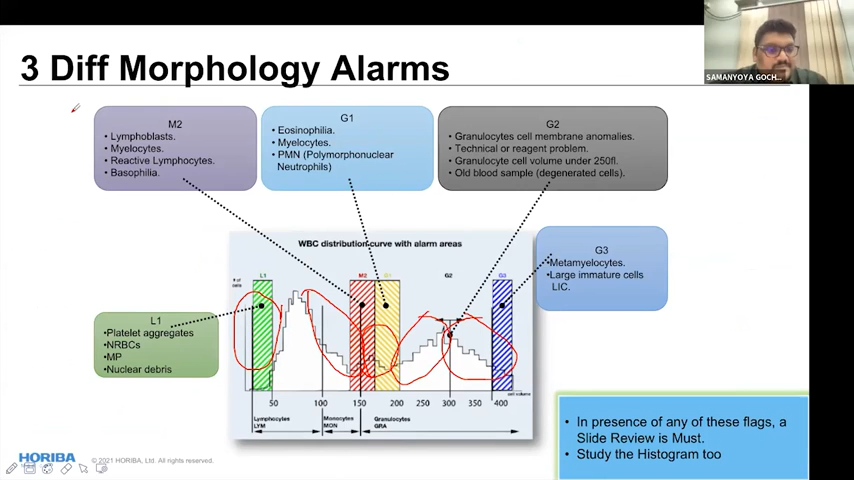 SAMANYOYA GOCH...
3 Diff Morphology Alarms
M2
• Lymphoblasts.
• Myelocytes.
• Reactive Lymphocytes.
• Basophilia.
G1
• Eosinophilia.
• Myelocytes.
• PMN (Polymorphonuclear
Neutrophils)
G2
• Granulocytes cell membrane anomalies.
• Technical or reagent problem.
• Granulocyte cell volume under 250fl.
• Old blood sample (degenerated cells).
G3
•Metamyelocytes.
•Large immature cells
LIC.
L1
•Platelet aggregates
•NRBCs
•MP
•Nuclear debris
WBC distribution curve with alarm areas
# of
cells
L1
M2
G1
G2
G3
cell volume
50 100 150 200 250 300 350 400
Lymphocytes
LYM
Monocytes
MON
Granulocytes
GRA
• In presence of any of these flags, a
Slide Review is Must.
• Study the Histogram too
HORIBA
© 2021 HORIBA, Ltd. All rights reserved.